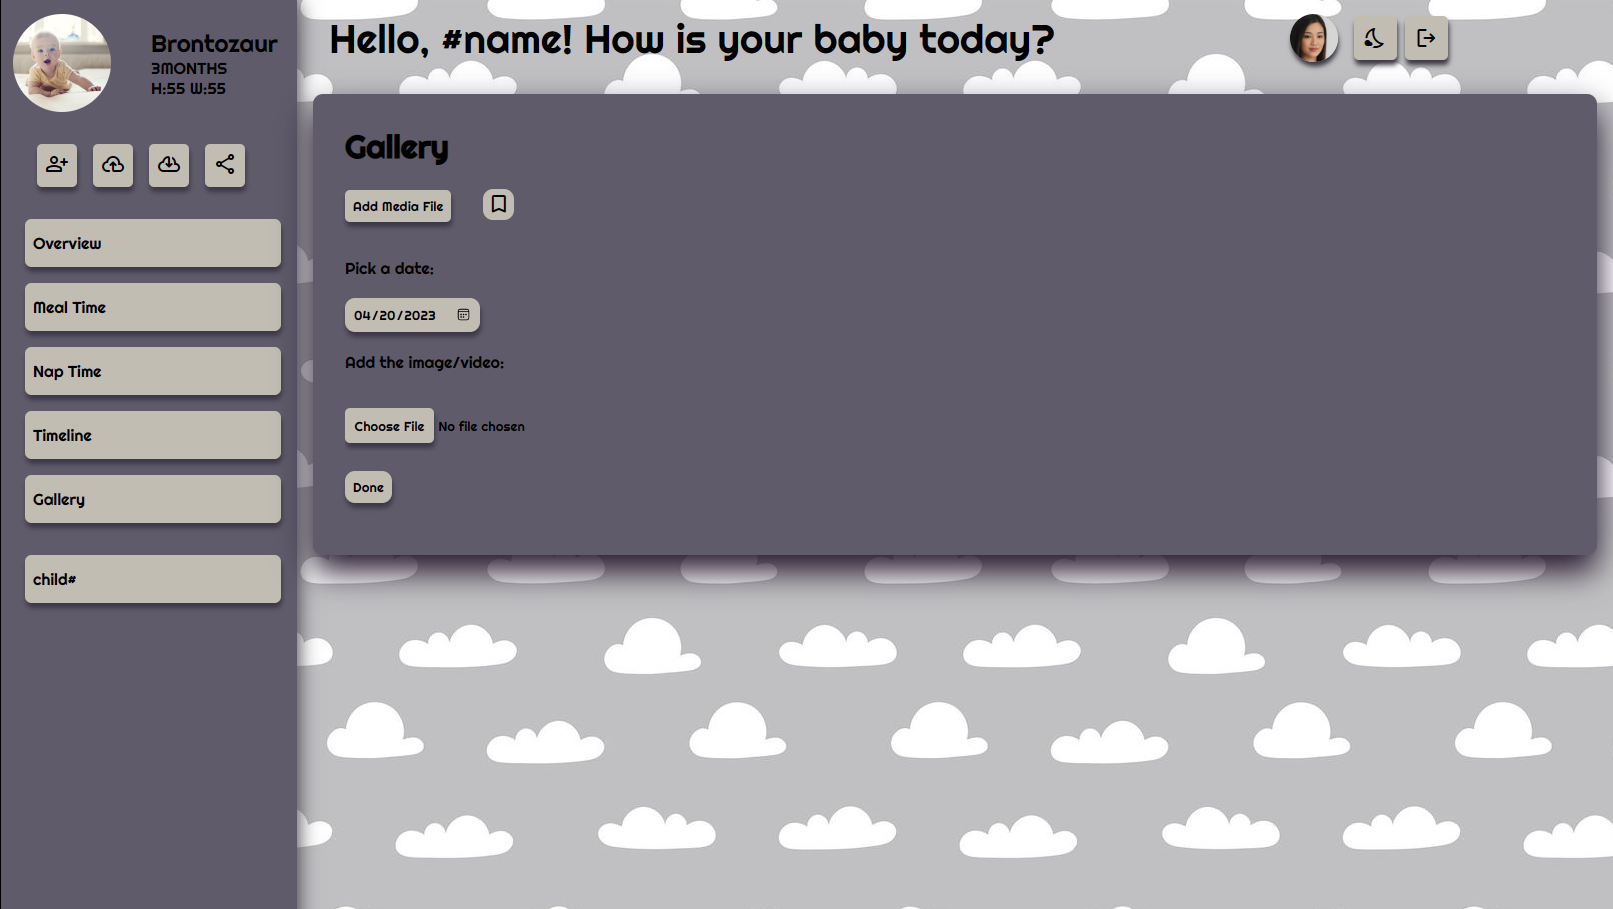 Brontozaur
3MONTHS
H:55 W:55
Overview
Meal Time
Nap Time
Timeline
Gallery
child#
Hello, #name! How is your baby today?
Gallery
Add Media File
Pick a date:
04/20/2023
Add the image/video:
Choose File No file chosen
Done